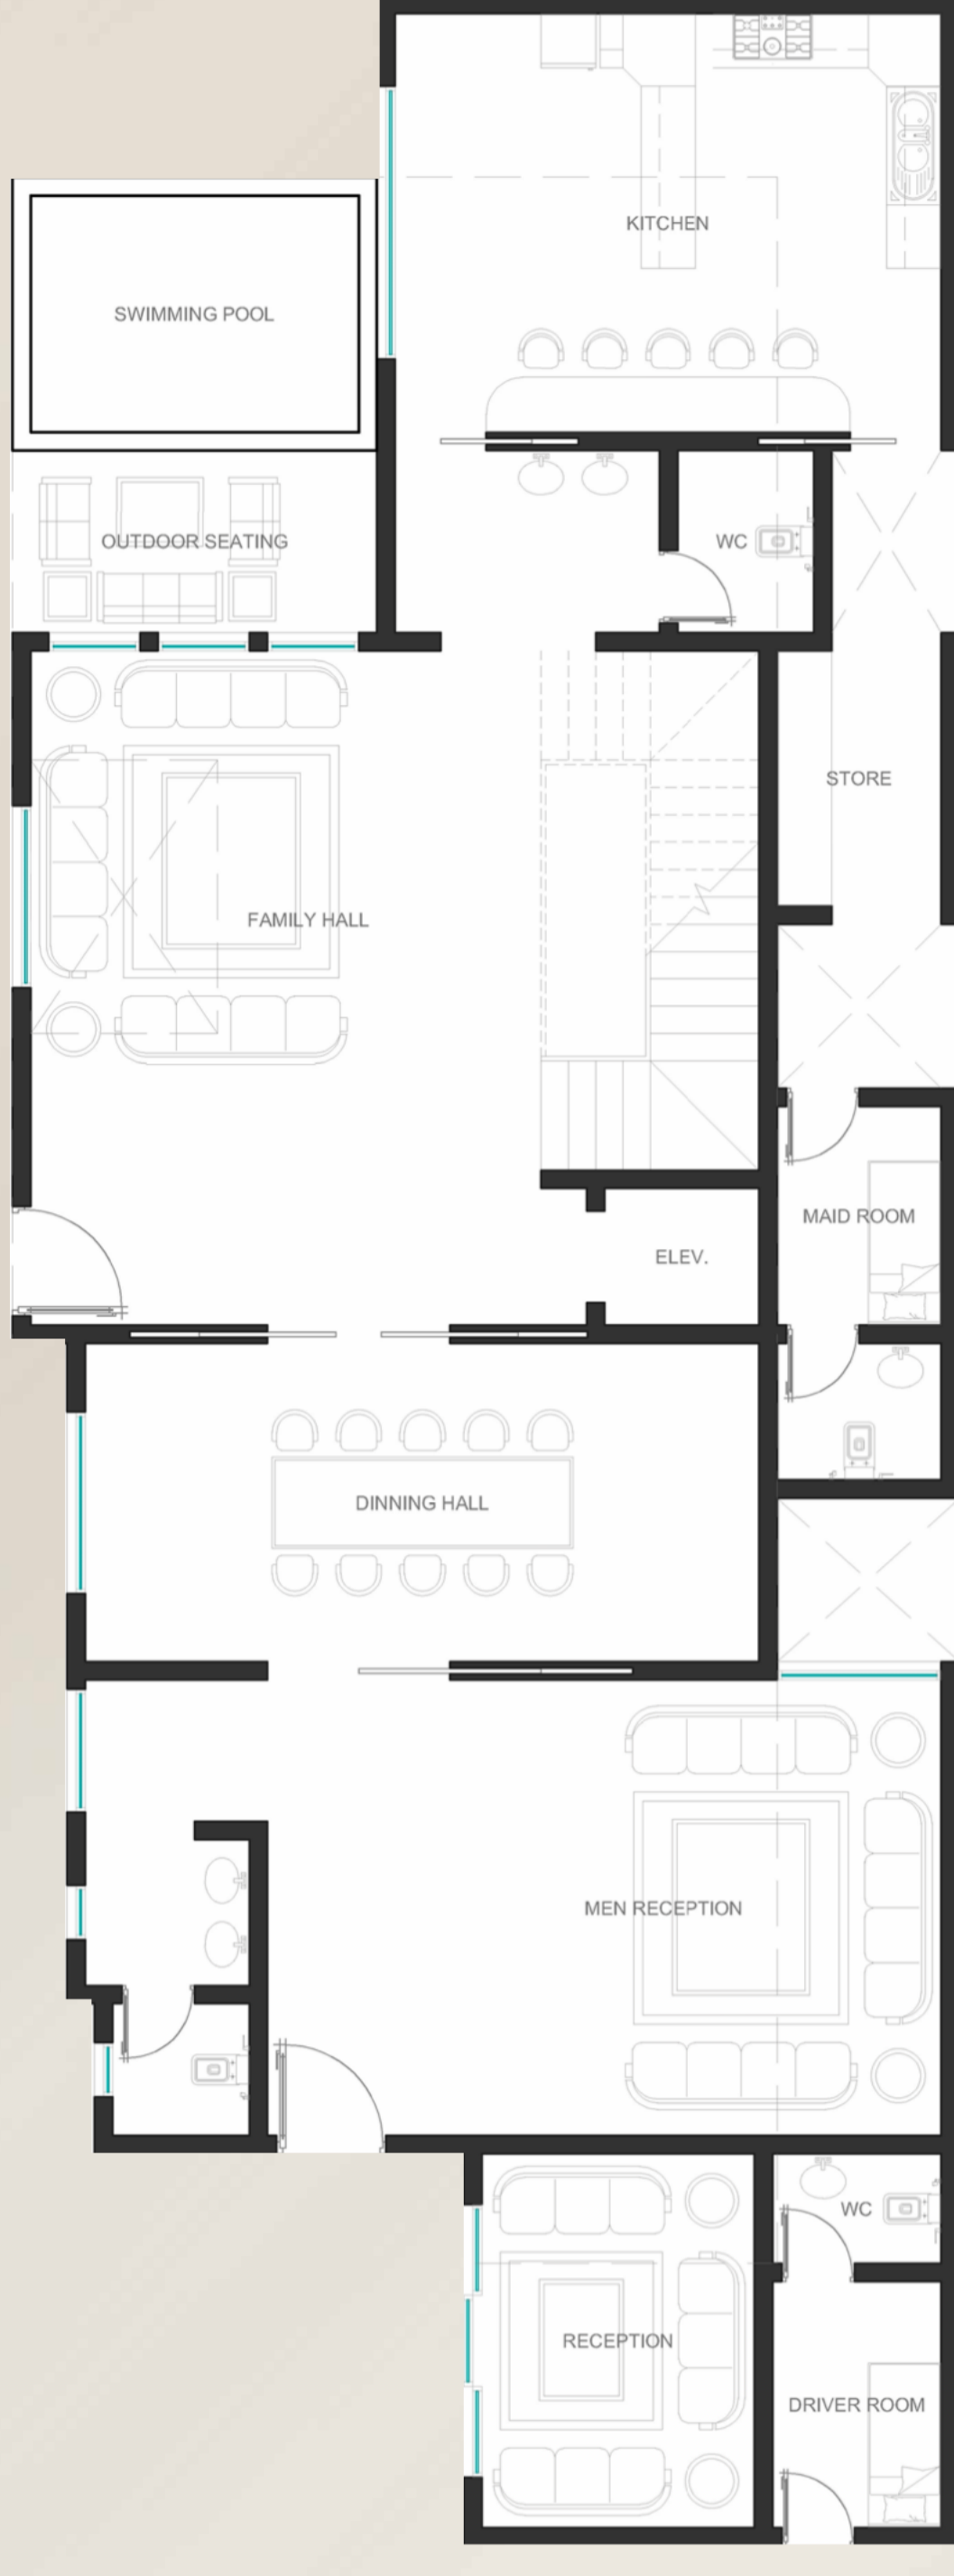 KITCHEN
SWIMMING POOL
OUTDOOR SEATING
WC
STORE
FAMILY HALL
MAID ROOM
ELEV.
DINNING HALL
MEN RECEPTION
WC
RECEPTION
DRIVER ROOM